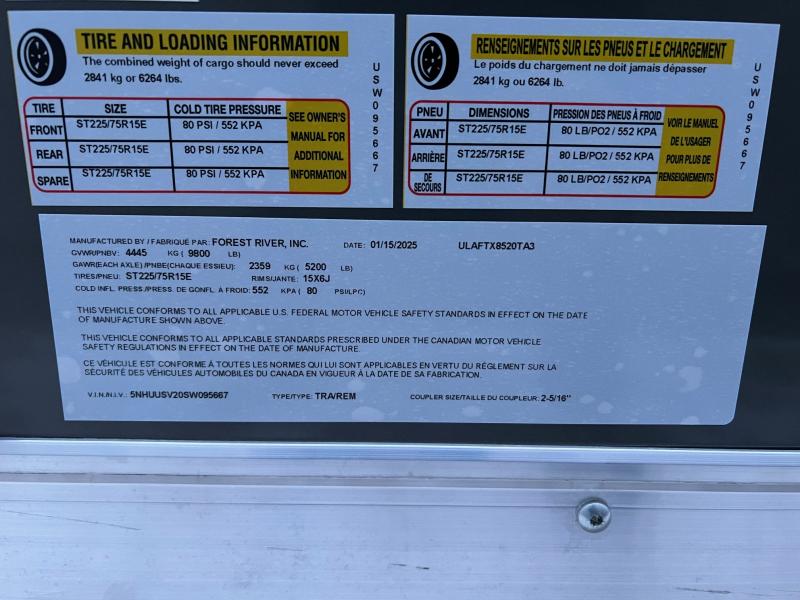 TIRE AND LOADING INFORMATION
The combined weight of cargo should never exceed
2841 kg or 6264 lbs.
TIRE SIZE COLD TIRE PRESSURE SEE OWNER'S MANUAL FOR ADDITIONAL INFORMATION
FRONT ST225/75R15E 80 PSI / 552 KPA
REAR ST225/75R15E 80 PSI / 552 KPA
SPARE ST225/75R15E 80 PSI / 552 KPA
USW095667
RENSEIGNEMENTS SUR LES PNEUS ET LE CHARGEMENT
Le poids du chargement ne doit jamais dépasser
2841 kg ou 6264 lb.
PNEU DIMENSIONS PRESSION DES PNEUS À FROID VOIR LE MANUEL DE L'USAGER POUR PLUS DE RENSEIGNEMENTS
AVANT ST225/75R15E 80 LB/PO2 / 552 KPA
ARRIÈRE ST225/75R15E 80 LB/PO2 / 552 KPA
DE SECOURS ST225/75R15E 80 LB/PO2 / 552 KPA
USW095667
MANUFACTURED BY / FABRIQUÉ PAR: FOREST RIVER, INC. DATE: 01/15/2025 ULAFTX8520TA3
GVWR/PNBV: 4445 KG (9800 LB)
GAWR(EACH AXLE) /PNBE(CHAQUE ESSIEU): 2359 KG (5200 LB)
TIRES/PNEU: ST225/75R15E RIMS/JANTE: 15X6J
COLD INFL. PRESS./PRESS. DE GONFL. À FROID: 552 KPA ( 80 PSI/LPC)
THIS VEHICLE CONFORMS TO ALL APPLICABLE U.S. FEDERAL MOTOR VEHICLE SAFETY STANDARDS IN EFFECT ON THE DATE
OF MANUFACTURE SHOWN ABOVE.
THIS VEHICLE CONFORMS TO ALL APPLICABLE STANDARDS PRESCRIBED UNDER THE CANADIAN MOTOR VEHICLE
SAFETY REGULATIONS IN EFFECT ON THE DATE OF MANUFACTURE.
CE VÉHICULE EST CONFORME À TOUTES LES NORMES QUI LUI SONT APPLICABLES EN VERTU DU RÉGLEMENT SUR LA
SÉCURITÉ DES VÉHICULES AUTOMOBILES DU CANADA EN VIGUEUR À LA DATE DE SA FABRICATION.
V.I.N./N.I.V.: 5NHUUSV20SW095667 TYPE/TYPE: TRA/REM COUPLER SIZE/TAILLE DU COUPLEUR: 2-5/16"